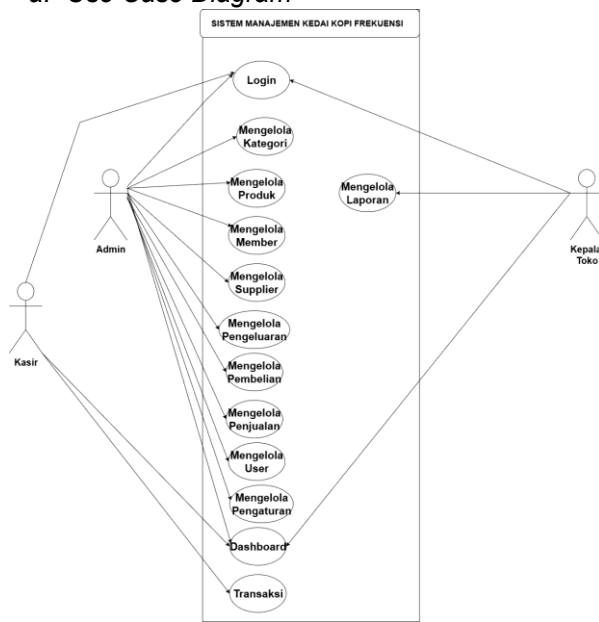 a. Use Case Diagram
SISTEM MANAJEMEN KEDAI KOPI FREKUENSI
Login
Mengelola
Kategori
Mengelola
Produk
Mengelola
Laporan
Mengelola
Member
Admin
Kepala
Toko
Mengelola
Supplier
Mengelola
Pengeluaran
Kasir
Mengelola
Pembelian
Mengelola
Penjualan
Mengelola
User
Mengelola
Pengaturan
Dashboard
Transaksi